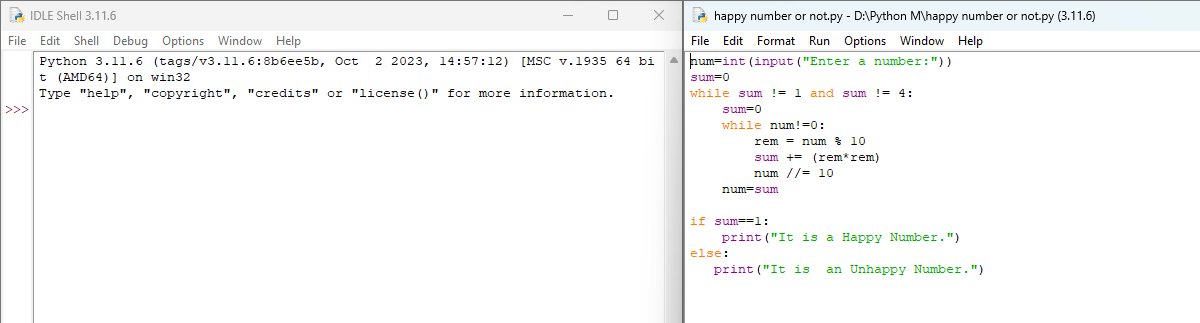 IDLE Shell 3.11.6
File Edit Shell Debug Options Window Help
Python 3.11.6 (tags/v3.11.6:8b6ee5b, Oct  2 2023, 14:57:12) [MSC v.1935 64 bi
t (AMD64)] on win32
Type "help", "copyright", "credits" or "license()" for more information.
>>>
happy number or not.py - D:\Python M\happy number or not.py (3.11.6)
File Edit Format Run Options Window Help
num=int(input("Enter a number:"))
sum=0
while sum != 1 and sum != 4:
    sum=0
    while num!=0:
        rem = num % 10
        sum += (rem*rem)
        num //= 10
    num=sum

if sum==1:
    print("It is a Happy Number.")
else:
   print("It is  an Unhappy Number.")